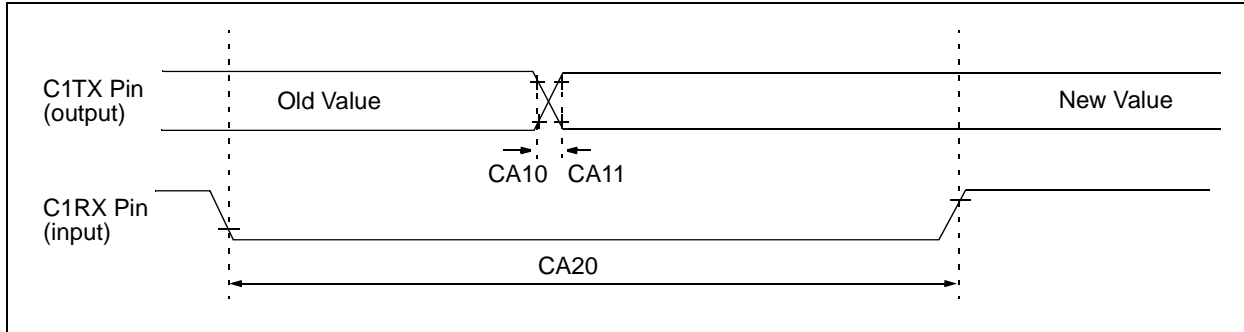 C1TX Pin
(output)
Old Value
New Value
CA10 CA11
C1RX Pin
(input)
CA20